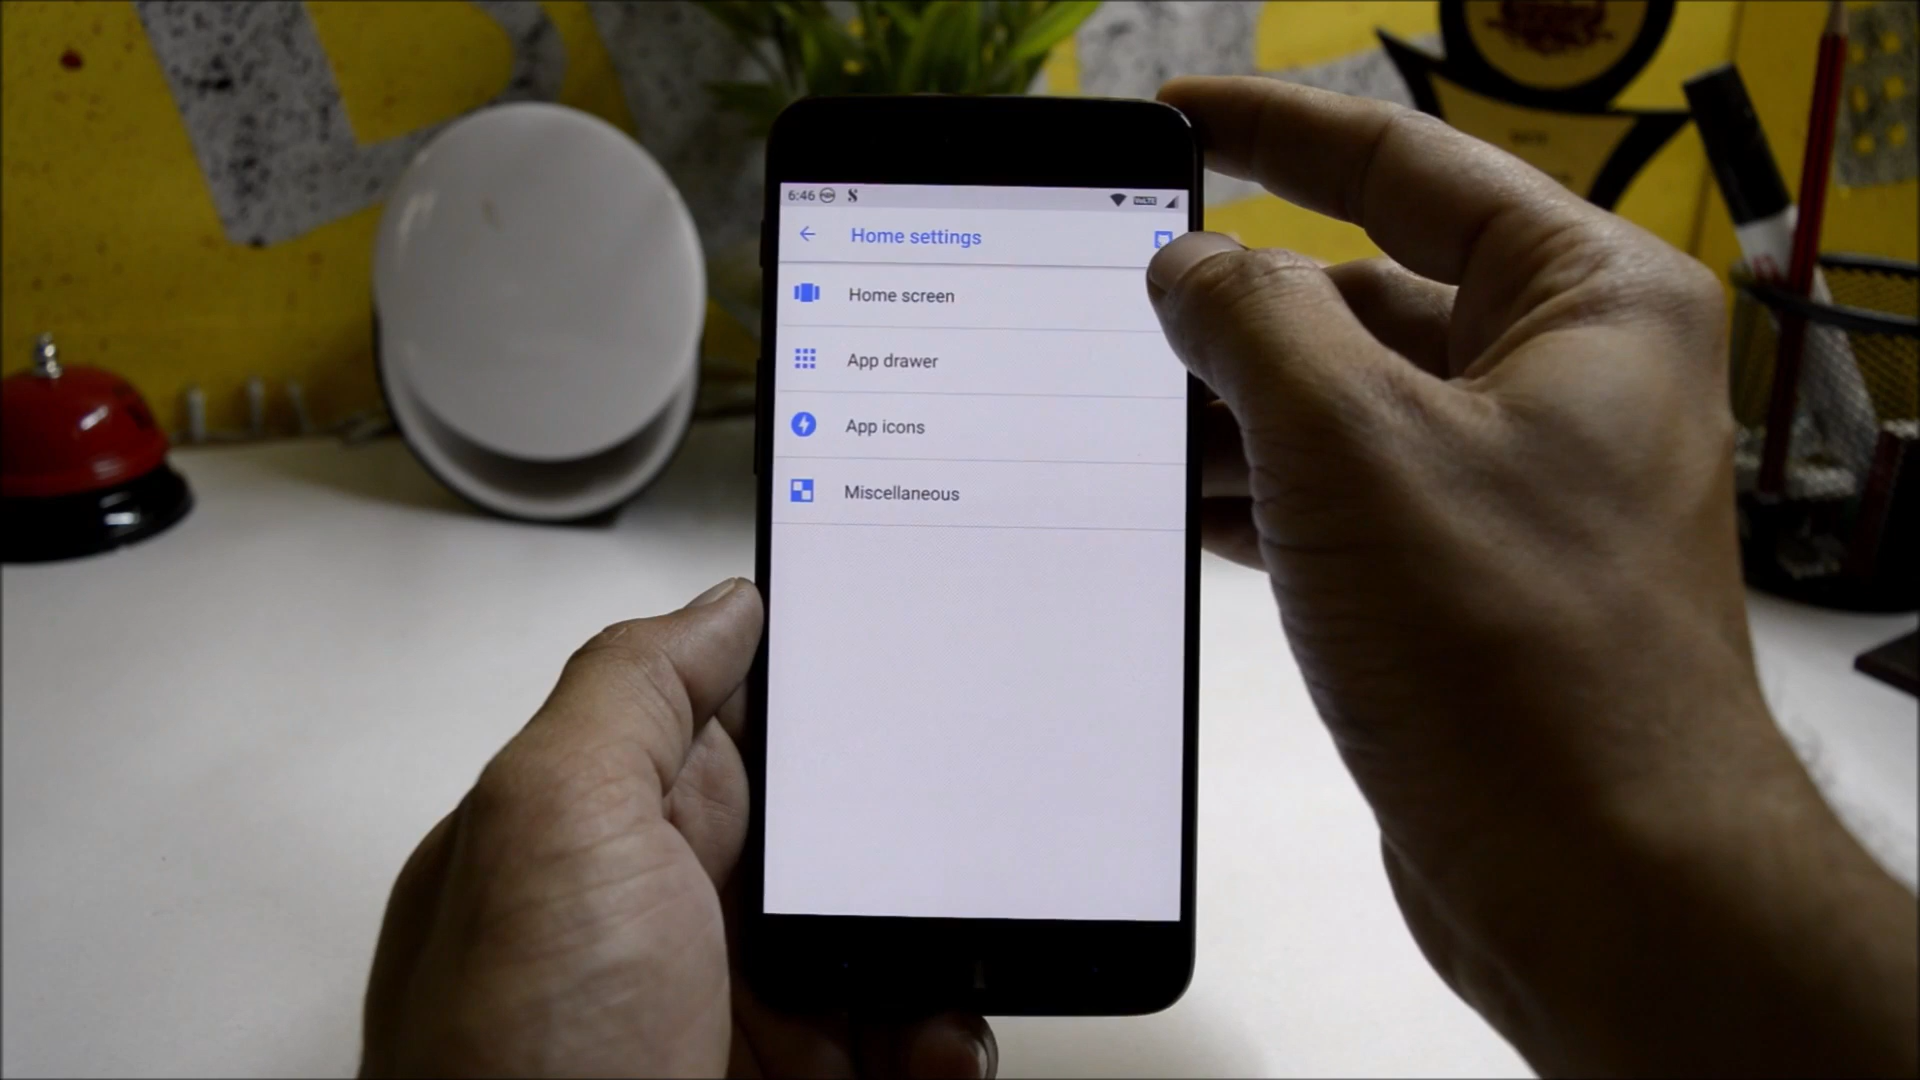 6:46
Home settings
Home screen
App drawer
App icons
Miscellaneous